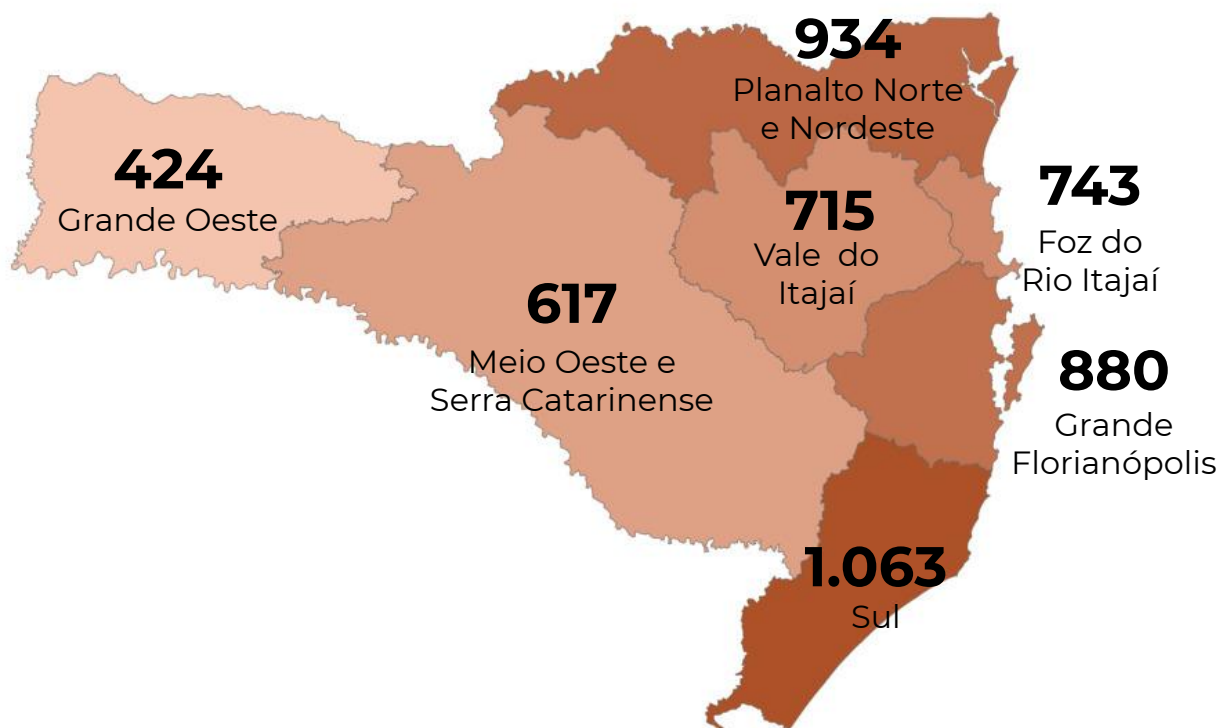 934
Planalto Norte
e Nordeste
424
Grande Oeste
743
Foz do
Rio Itajaí
715
Vale do
Itajaí
617
Meio Oeste e
Serra Catarinense
880
Grande
Florianópolis
1.063
Sul